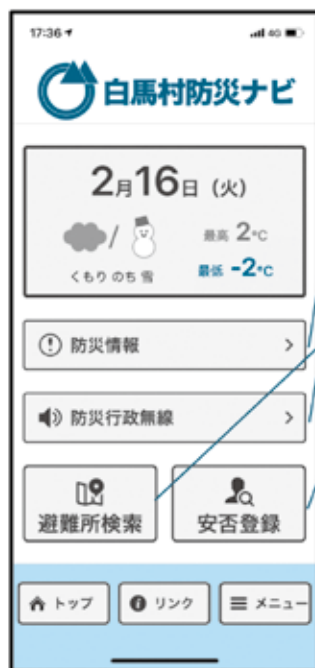 17:36
4G
白馬村防災ナビ
2月16日（火）
最高 2℃
くもり のち 雪
最低 -2℃
防災情報
防災行政無線
避難所検索
安否登録
トップ
リンク
メニュー